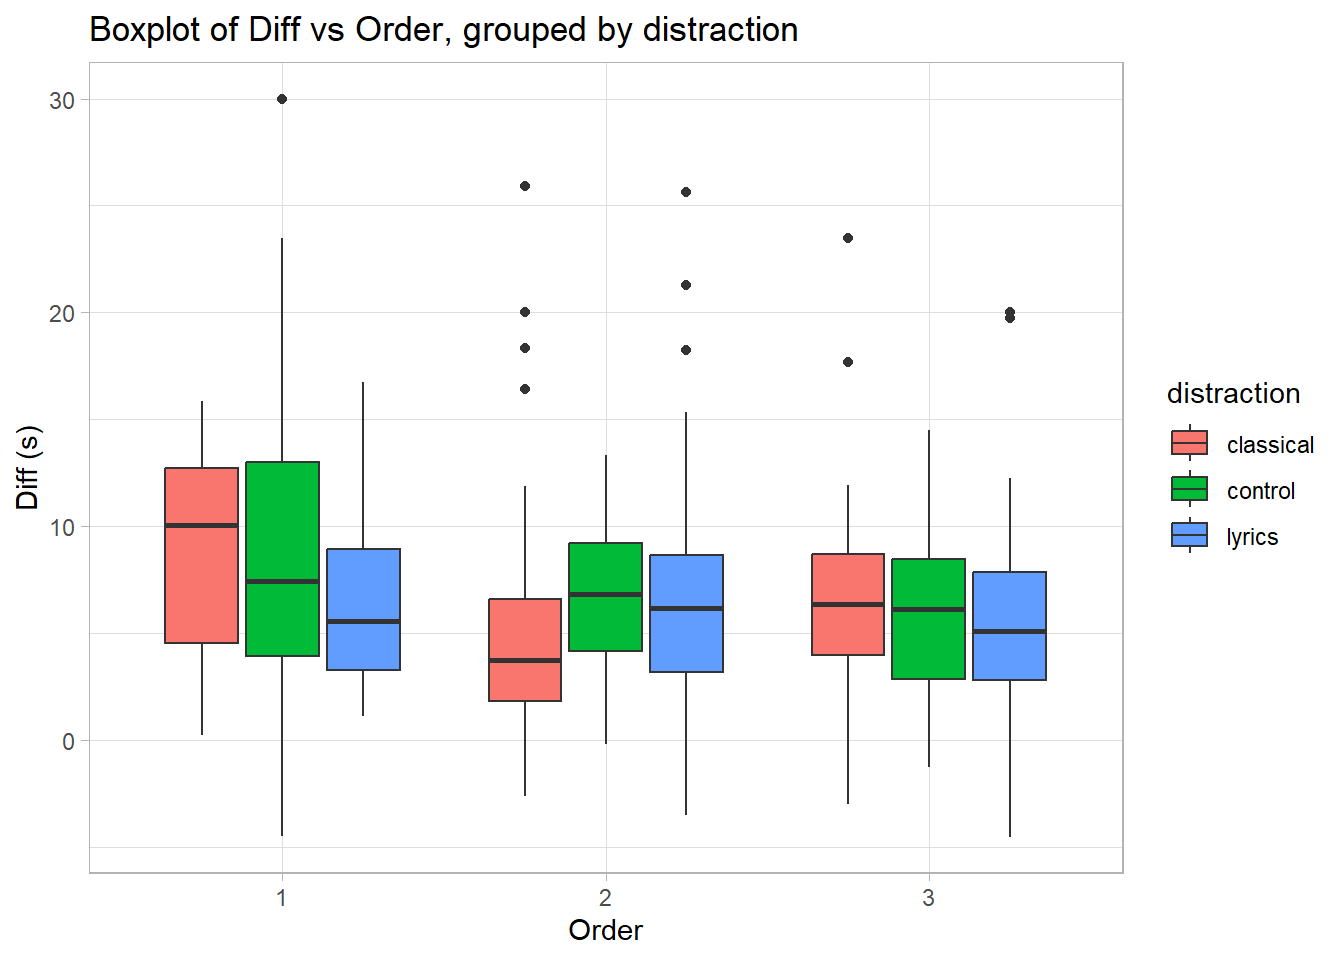 Boxplot of Diff vs Order, grouped by distraction
30
20
10
0
Diff (s)
1 2 3
Order
distraction
classical
control
lyrics